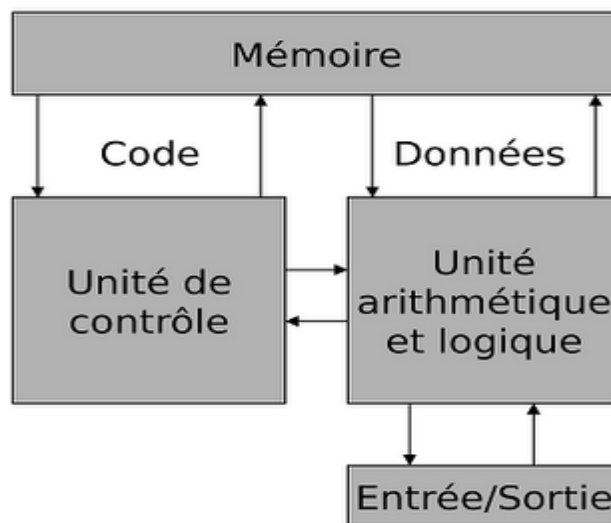 Mémoire
Code
Données
Unité de
contrôle
Unité
arithmétique
et logique
Entrée/Sortie